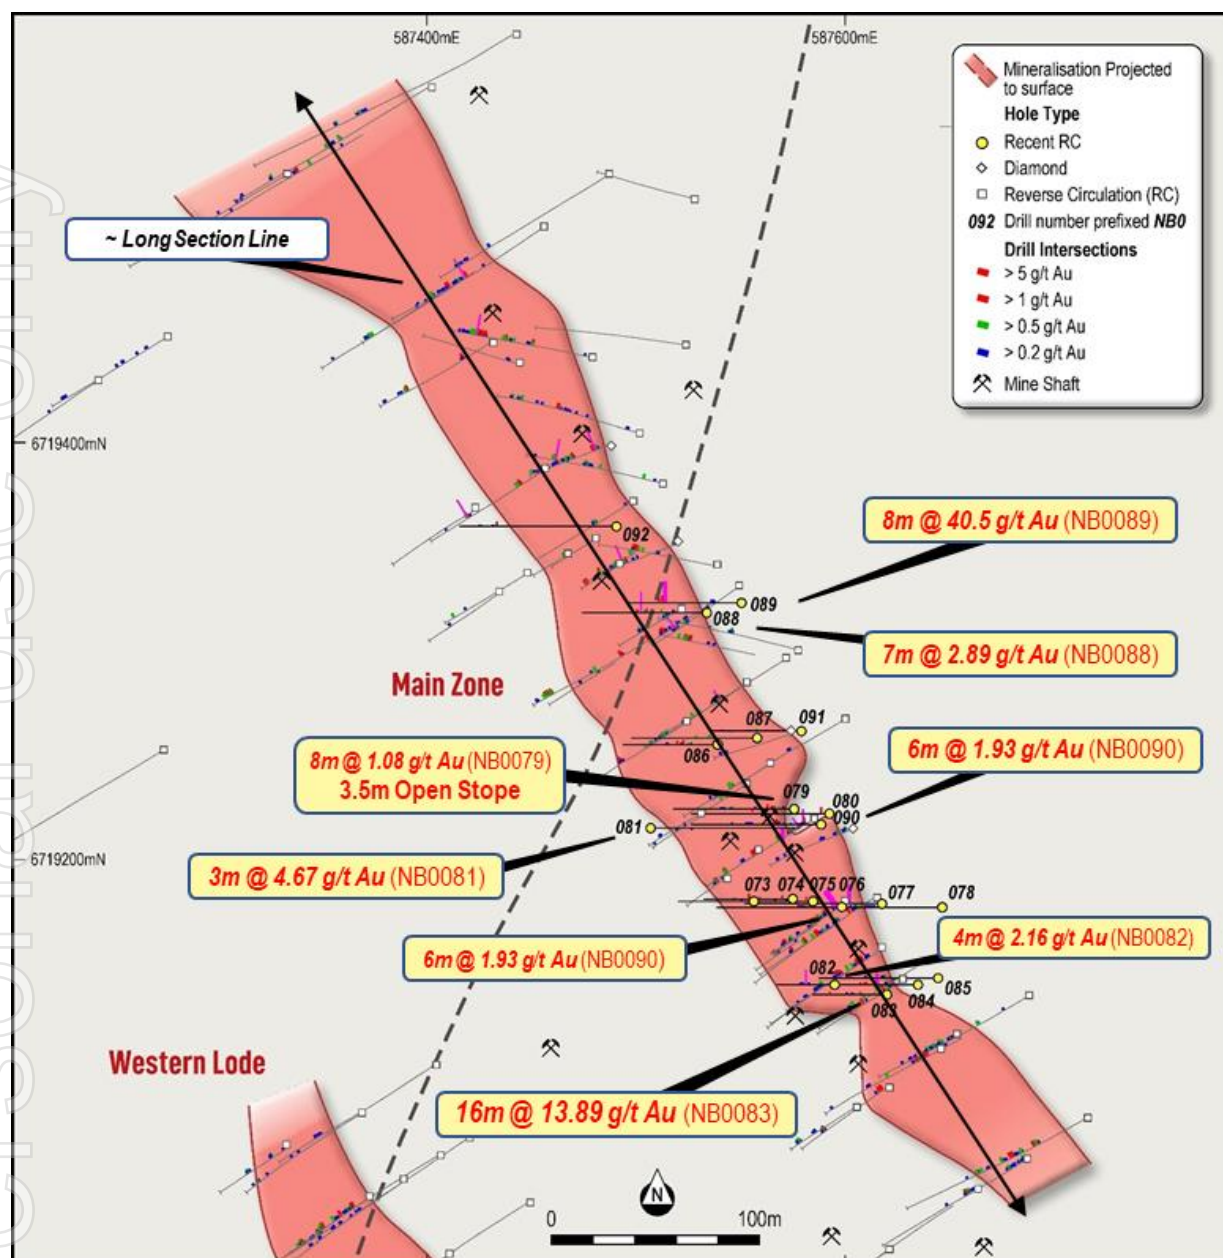 587400mE
587600mE
Mineralisation Projected
to surface
Hole Type
Recent RC
Diamond
Reverse Circulation (RC)
092 Drill number prefixed NB0
Drill Intersections
> 5 g/t Au
> 1 g/t Au
> 0.5 g/t Au
> 0.2 g/t Au
Mine Shaft
~ Long Section Line
6719400mN
092
8m @ 40.5 g/t Au (NB0089)
089
088
7m @ 2.89 g/t Au (NB0088)
Main Zone
087
091
086
6m @ 1.93 g/t Au (NB0090)
8m @ 1.08 g/t Au (NB0079)
3.5m Open Stope
079
080
090
081
6719200mN
3m @ 4.67 g/t Au (NB0081)
073
074
075
076
077
078
4m @ 2.16 g/t Au (NB0082)
6m @ 1.93 g/t Au (NB0090)
082
085
084
083
Western Lode
16m @ 13.89 g/t Au (NB0083)
N
0
100m